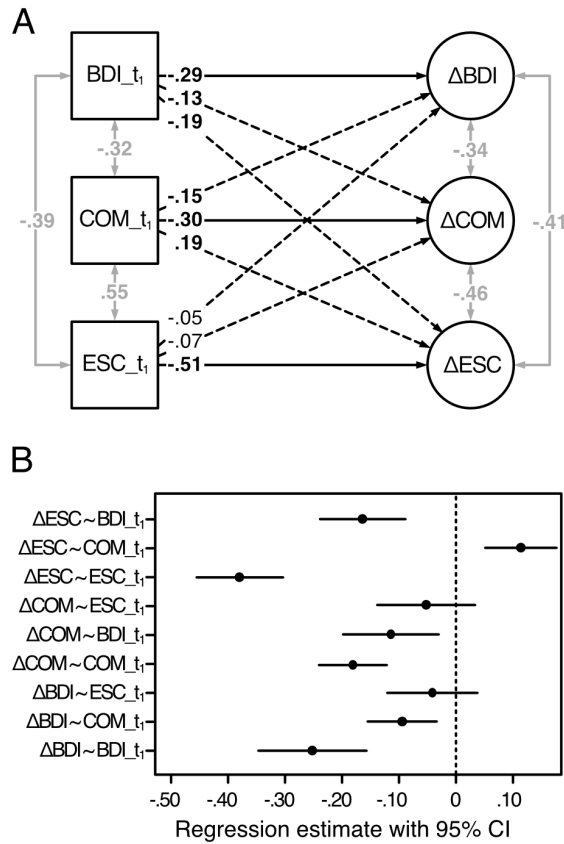 A
BDI_t1 -.29 ΔBDI
-.13
-.19
-.32 -.34
-.15
-.39 COM_t1 -.30 ΔCOM -.41
.19
.55 -.46
-.05
-.07
ESC_t1 -.51 ΔESC
B
ΔESC~BDI_t1
ΔESC~COM_t1
ΔESC~ESC_t1
ΔCOM~ESC_t1
ΔCOM~BDI_t1
ΔCOM~COM_t1
ΔBDI~ESC_t1
ΔBDI~COM_t1
ΔBDI~BDI_t1
-.50 -.40 -.30 -.20 -.10 0 .10
Regression estimate with 95% CI